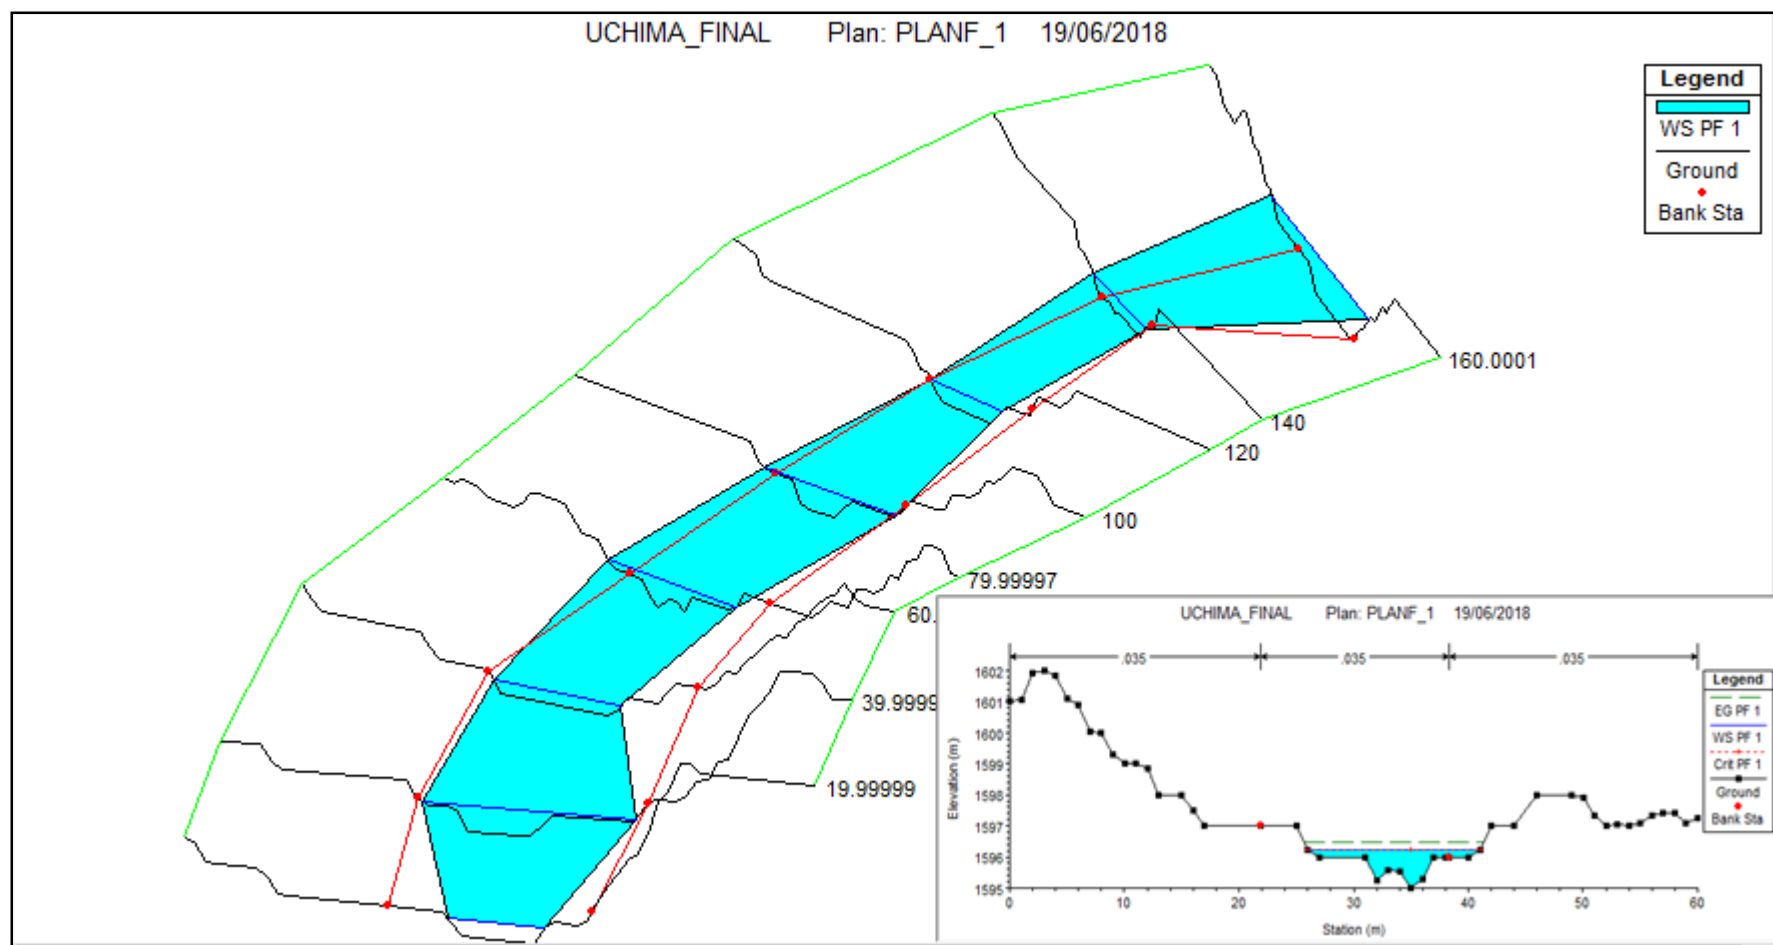 UCHIMA_FINAL Plan: PLANF_1 19/06/2018
Legend
WS PF 1
Ground
Bank Sta
160.0001
140
120
100
79.99997
60.
39.9999
19.99999
UCHIMA_FINAL Plan: PLANF_1 19/06/2018
.035 .035 .035
Legend
EG PF 1
WS PF 1
Crit PF 1
Ground
Bank Sta
1602
1601
1600
1599
1598
1597
1596
1595
Elevation (m)
0 10 20 30 40 50 60
Station (m)